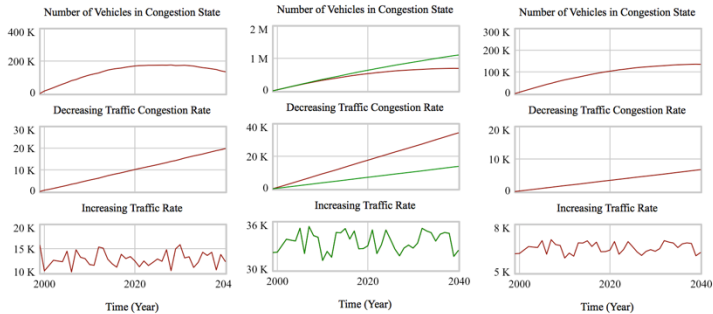 Number of Vehicles in Congestion State
400 K
200 K
0
Decreasing Traffic Congestion Rate
30 K
20 K
10 K
0
Increasing Traffic Rate
20 K
15 K
10 K
2000
2020
204
Time (Year)
Number of Vehicles in Congestion State
2 M
1 M
0
Decreasing Traffic Congestion Rate
40 K
20 K
0
Increasing Traffic Rate
36 K
30 K
2000
2020
2040
Time (Year)
Number of Vehicles in Congestion State
300 K
200 K
100 K
0
Decreasing Traffic Congestion Rate
20 K
10 K
0
Increasing Traffic Rate
8 K
5 K
2000
2020
2040
Time (Year)